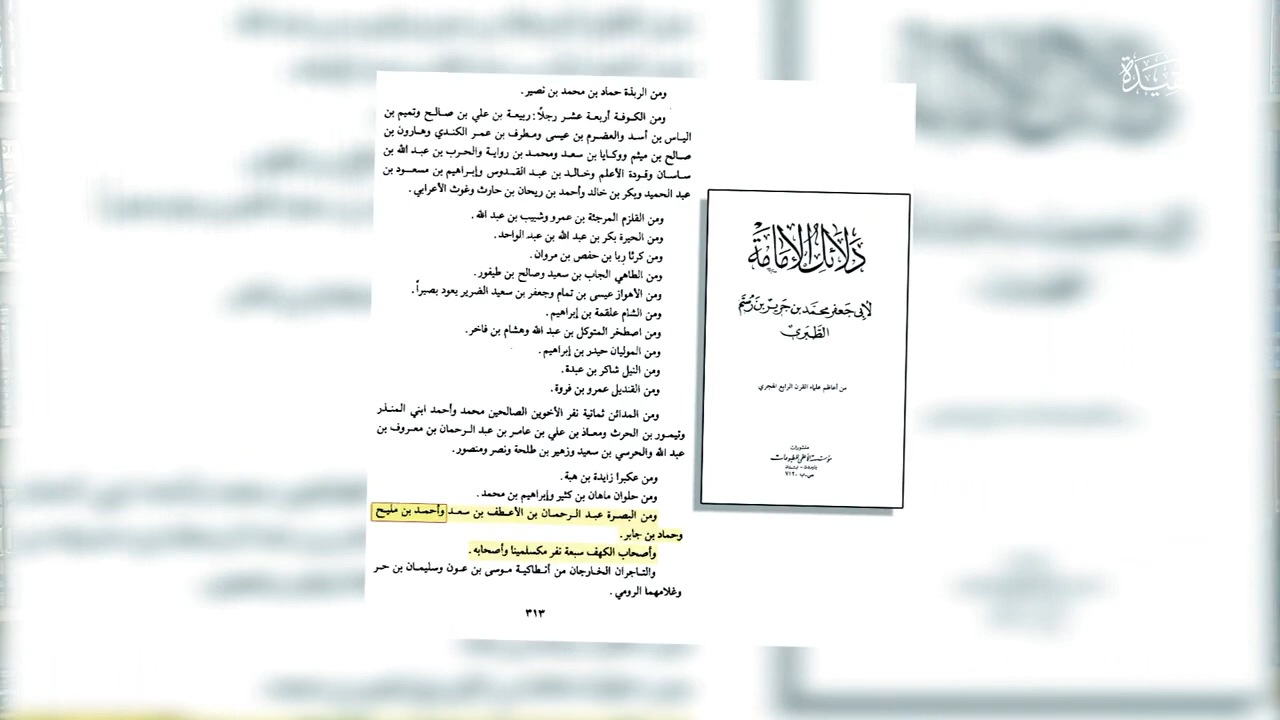 ومن الربذة حماد بن محمد بن نصير.
ومن الكوفة أربعة عشر رجلاً: ربيعة بن علي بن صالح وتميم بن
الياس بن أسد والعضرم بن عيسى ومطرف بن عمر الكندي وهارون بن
صالح بن ميثم ووكايا بن سعد ومحمد بن رواية والحرب بن عبد الله بن
ساسان وقودة الأعلم وخالد بن عبد القدوس وإبراهيم بن مسعود بن
عبد الحميد وبكر بن خالد وأحمد بن ريحان بن حارث وغوث الأعرابي.
ومن القلزم المرجئة بن عمرو وشبيب بن عبد الله.
ومن الحيرة بكر بن عبد الله بن عبد الواحد.
ومن كرثا ربا بن حفص بن مروان.
ومن الطاهي الجاب بن سعيد وصالح بن طيفور.
ومن الأهواز عيسى بن تمام وجعفر بن سعيد الضرير يعود بصيراً.
ومن الشام علقمة بن إبراهيم.
ومن اصطخر المتوكل بن عبد الله وهشام بن فاخر.
ومن الموليان حيدر بن إبراهيم.
ومن النيل شاكر بن عبدة.
ومن القنديل عمرو بن فروة.
ومن المدائن ثمانية نفر الأخوين الصالحين محمد وأحمد ابني المنذر
وتيمور بن الحرث ومعاذ بن علي بن عامر بن عبد الرحمان بن معروف بن
عبد الله والحرسي بن سعيد وزهير بن طلحة ونصر ومنصور.
ومن عكبرا زايدة بن هبة.
ومن حلوان ماهان بن كثير وإبراهيم بن محمد.
ومن البصرة عبد الرحمان بن الأعطف بن سعد وأحمد بن مليح
وحماد بن جابر.
وأصحاب الكهف سبعة نفر مكسلمينا وأصحابه.
والتاجران الخارجان من أنطاكية موسى بن عون وسليمان بن حر
وغلامهما الرومي.
٣١٣
دلائل الإمامة
لأبي جعفر محمد بن جرير بن رستم
الطبري
من أعاظم علماء القرن الرابع الهجري
منشورات
مؤسسة الأعلمي للمطبوعات
بيروت - لبنان
ص.ب ٧١٢٠